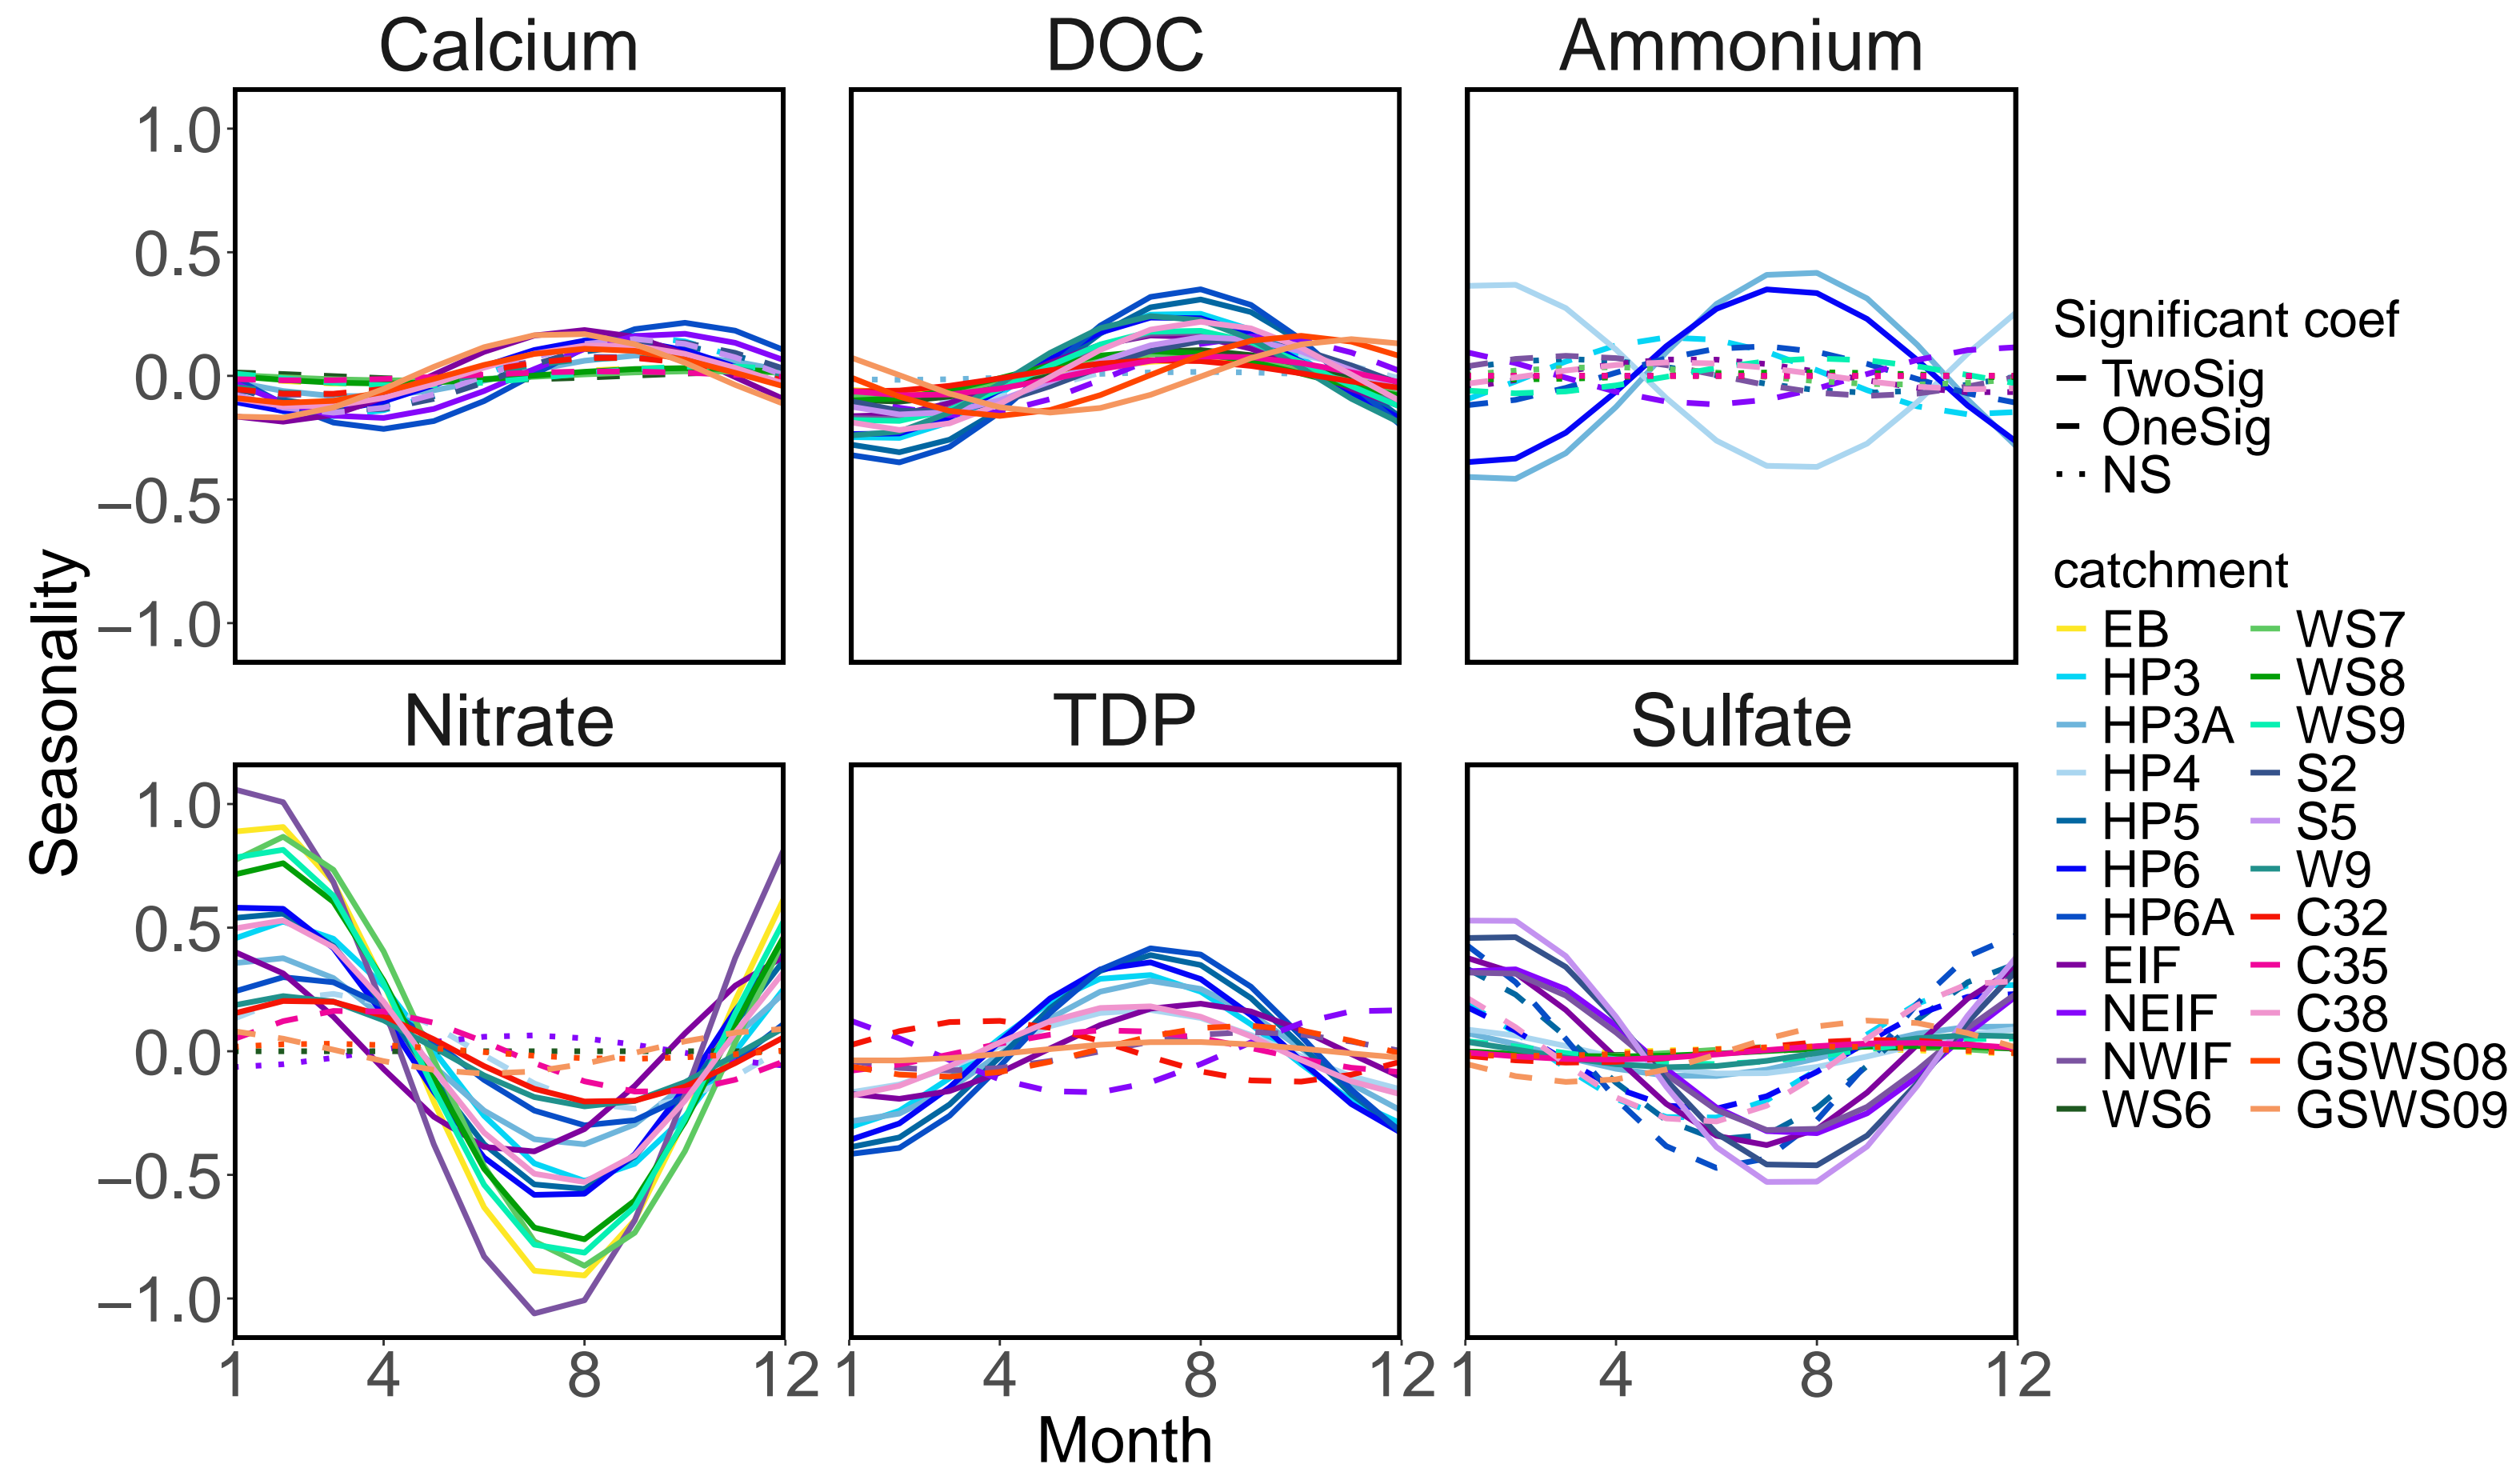 Calcium DOC Ammonium
1.0
0.5
0.0
−0.5
−1.0
Seasonality
Nitrate TDP Sulfate
1.0
0.5
0.0
−0.5
−1.0
1 4 8 12 1 4 8 12 1 4 8 12
Month
Significant coef
TwoSig
OneSig
NS
catchment
EB WS7
HP3 WS8
HP3A WS9
HP4 S2
HP5 S5
HP6 W9
HP6A C32
EIF C35
NEIF C38
NWIF GSWS08
WS6 GSWS09